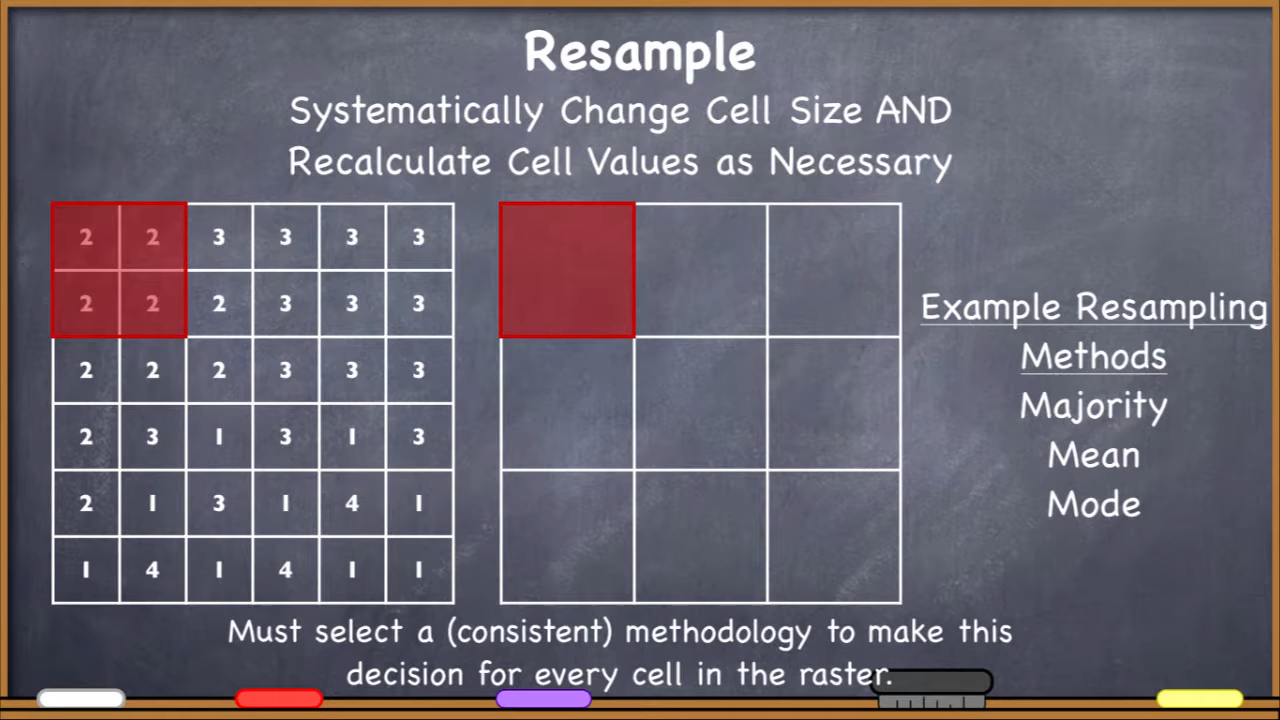 Resample
Systematically Change Cell Size AND
Recalculate Cell Values as Necessary
2 2 3 3 3 3
2 2 2 3 3 3
2 2 2 3 3 3
2 3 1 3 1 3
2 1 3 1 4 1
1 4 1 4 1 1
Example Resampling
Methods
Majority
Mean
Mode
Must select a (consistent) methodology to make this
decision for every cell in the raster.